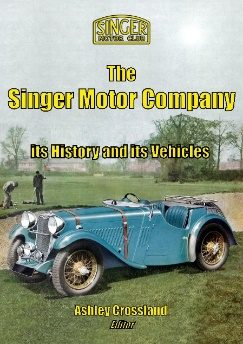 SINGER
MOTOR CLUB
The
Singer Motor Company
its History and its Vehicles
Ashley Crossland
Editor